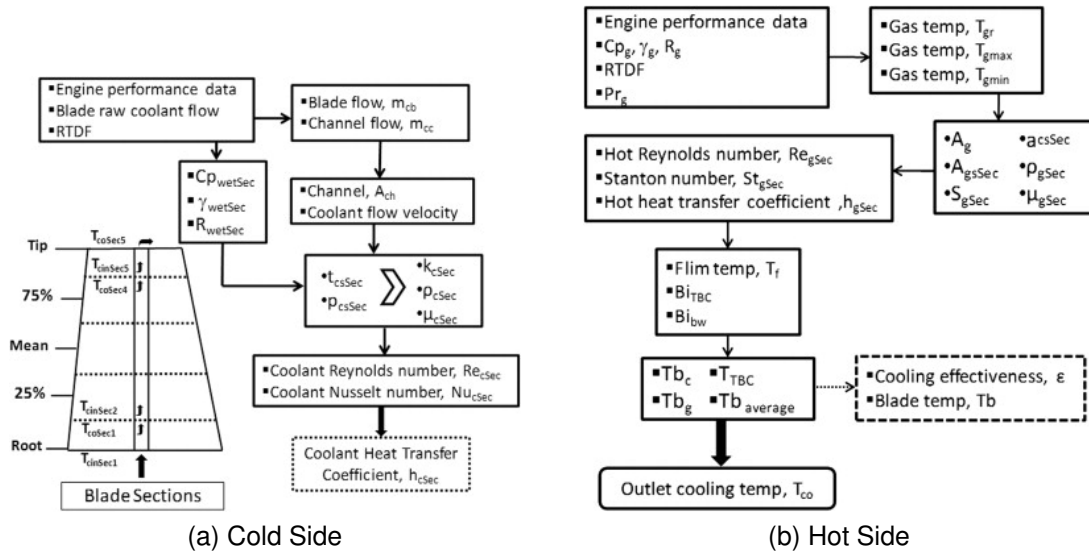 ▪Engine performance data
▪Blade raw coolant flow
▪RTDF
▪Blade flow, m_cb
▪Channel flow, m_cc
▪Cp_wetSec
▪γ_wetSec
▪R_wetSec
▪Channel, A_ch
▪Coolant flow velocity
•t_csSec
•p_csSec
•k_cSec
•ρ_cSec
•μ_cSec
▪Coolant Reynolds number, Re_cSec
▪Coolant Nusselt number, Nu_cSec
Coolant Heat Transfer
Coefficient, h_cSec
T_coSec5
Tip
T_cinSec5
T_coSec4
75%
Mean
25%
T_cinSec2
T_coSec1
Root
T_cinSec1
Blade Sections
(a) Cold Side
▪Engine performance data
▪Cp_g, γ_g, R_g
▪RTDF
▪Pr_g
▪Gas temp, T_gr
▪Gas temp, T_gmax
▪Gas temp, T_gmin
•A_g •a_csSec
•A_gsSec •ρ_gSec
•S_gSec •μ_gSec
▪Hot Reynolds number, Re_gSec
▪Stanton number, St_gSec
▪Hot heat transfer coefficient ,h_gSec
▪Flim temp, T_f
▪Bi_TBC
▪Bi_bw
▪Tb_c ▪T_TBC
▪Tb_g ▪Tb_average
▪Cooling effectiveness, ε
▪Blade temp, Tb
Outlet cooling temp, T_co
(b) Hot Side